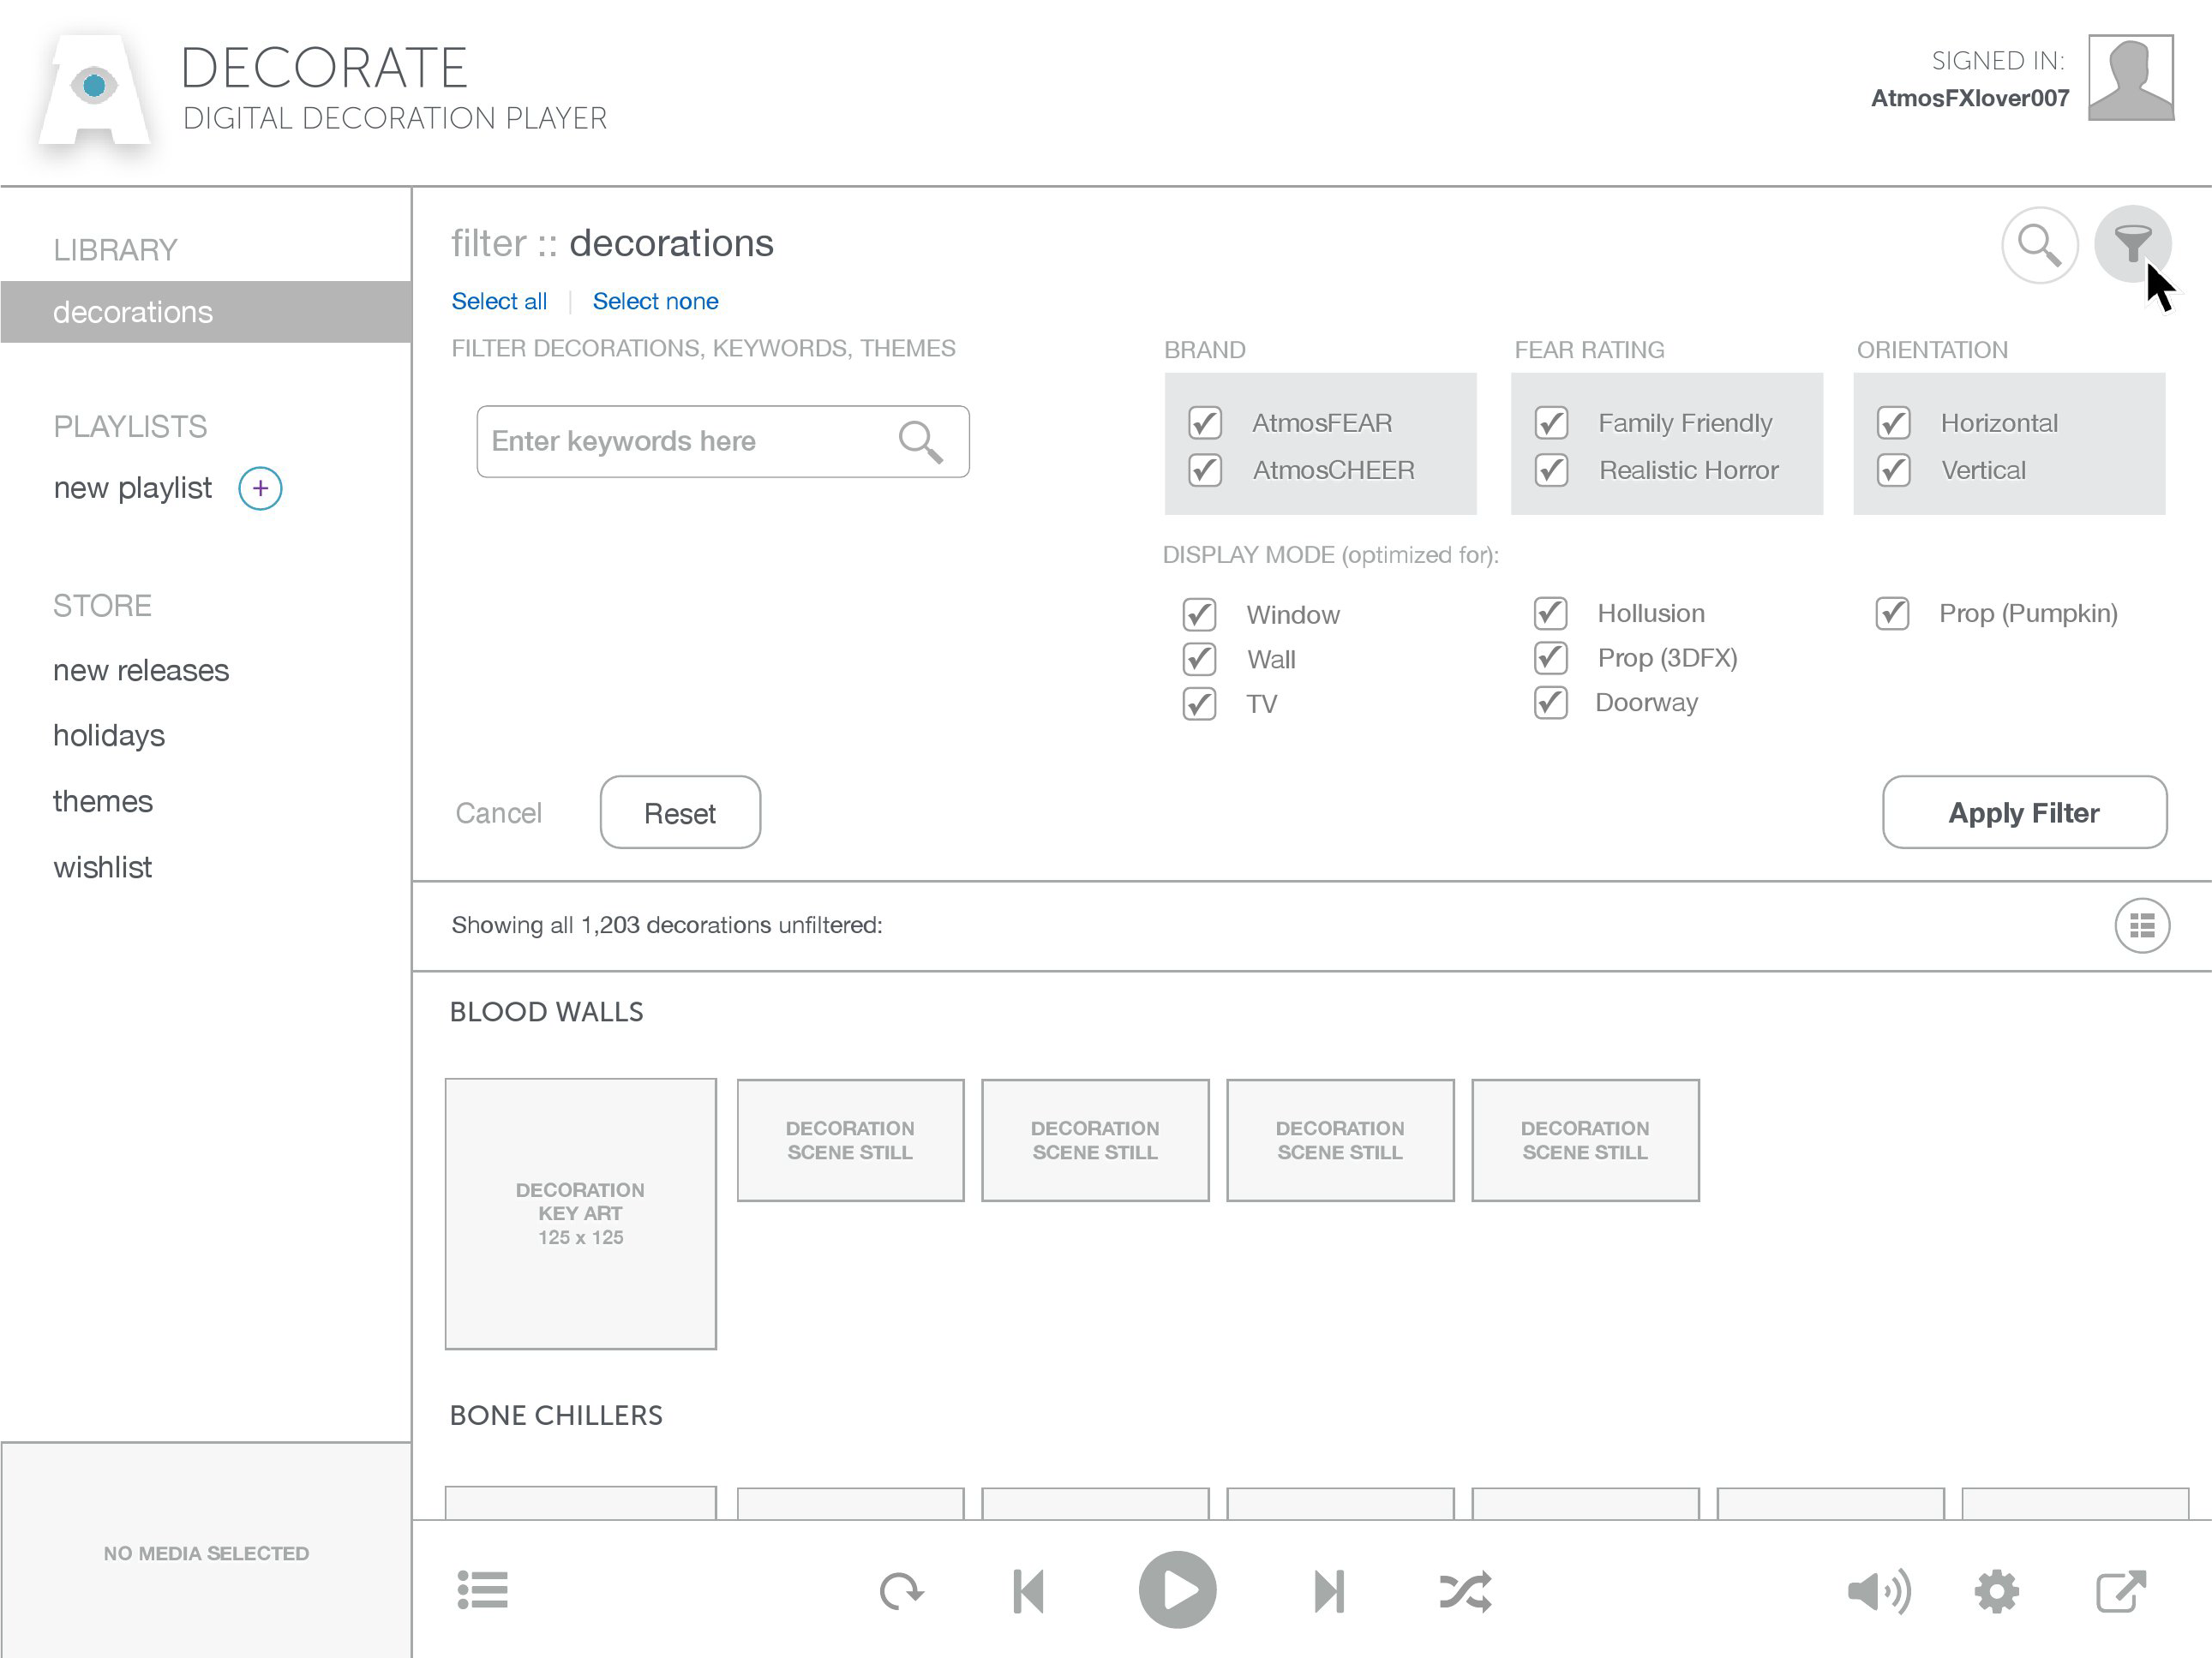 DECORATE
DIGITAL DECORATION PLAYER
SIGNED IN:
AtmosFXlover007
LIBRARY
decorations
PLAYLISTS
new playlist +
STORE
new releases
holidays
themes
wishlist
NO MEDIA SELECTED
filter :: decorations
Select all | Select none
FILTER DECORATIONS, KEYWORDS, THEMES
Enter keywords here
BRAND
AtmosFEAR
AtmosCHEER
FEAR RATING
Family Friendly
Realistic Horror
ORIENTATION
Horizontal
Vertical
DISPLAY MODE (optimized for):
Window
Wall
TV
Hollusion
Prop (3DFX)
Doorway
Prop (Pumpkin)
Cancel
Reset
Apply Filter
Showing all 1,203 decorations unfiltered:
BLOOD WALLS
DECORATION
KEY ART
125 x 125
DECORATION
SCENE STILL
DECORATION
SCENE STILL
DECORATION
SCENE STILL
DECORATION
SCENE STILL
BONE CHILLERS